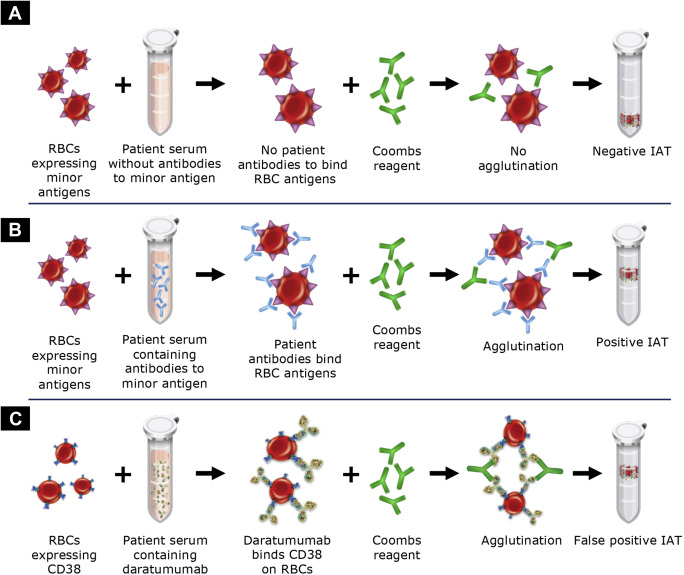 A
RBCs
expressing
minor
antigens
Patient serum
without antibodies
to minor antigen
No patient
antibodies to bind
RBC antigens
Coombs
reagent
No
agglutination
Negative IAT
B
RBCs
expressing
minor
antigens
Patient serum
containing
antibodies to
minor antigen
Patient
antibodies bind
RBC antigens
Coombs
reagent
Agglutination
Positive IAT
C
RBCs
expressing
CD38
Patient serum
containing
daratumumab
Daratumumab
binds CD38
on RBCs
Coombs
reagent
Agglutination
False positive IAT